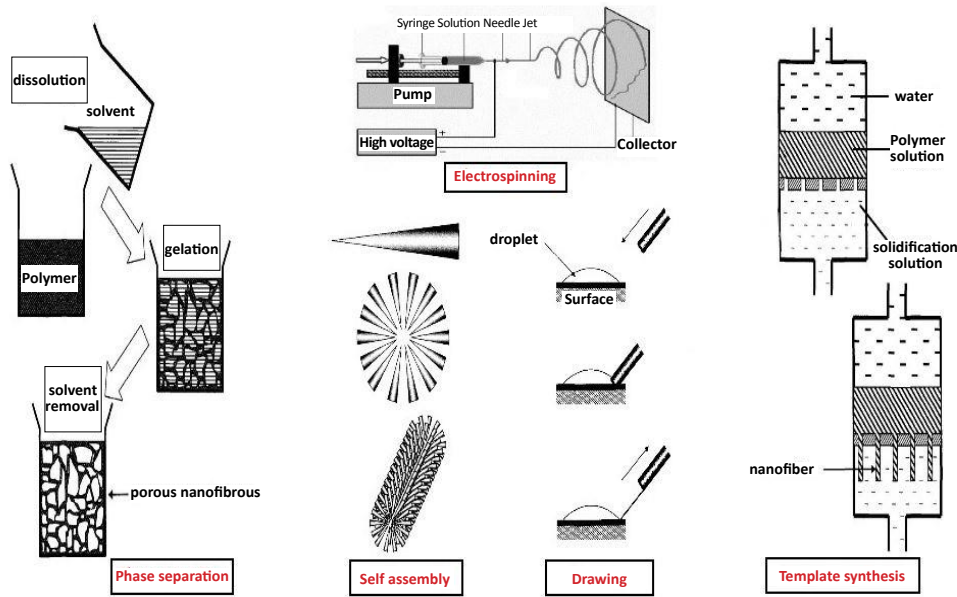 dissolution
solvent
Polymer
gelation
solvent
removal
porous nanofibrous
Phase separation
Syringe Solution Needle Jet
Pump
High voltage
+
−
Collector
Electrospinning
Self assembly
droplet
Surface
Drawing
water
Polymer
solution
solidification
solution
nanofiber
Template synthesis